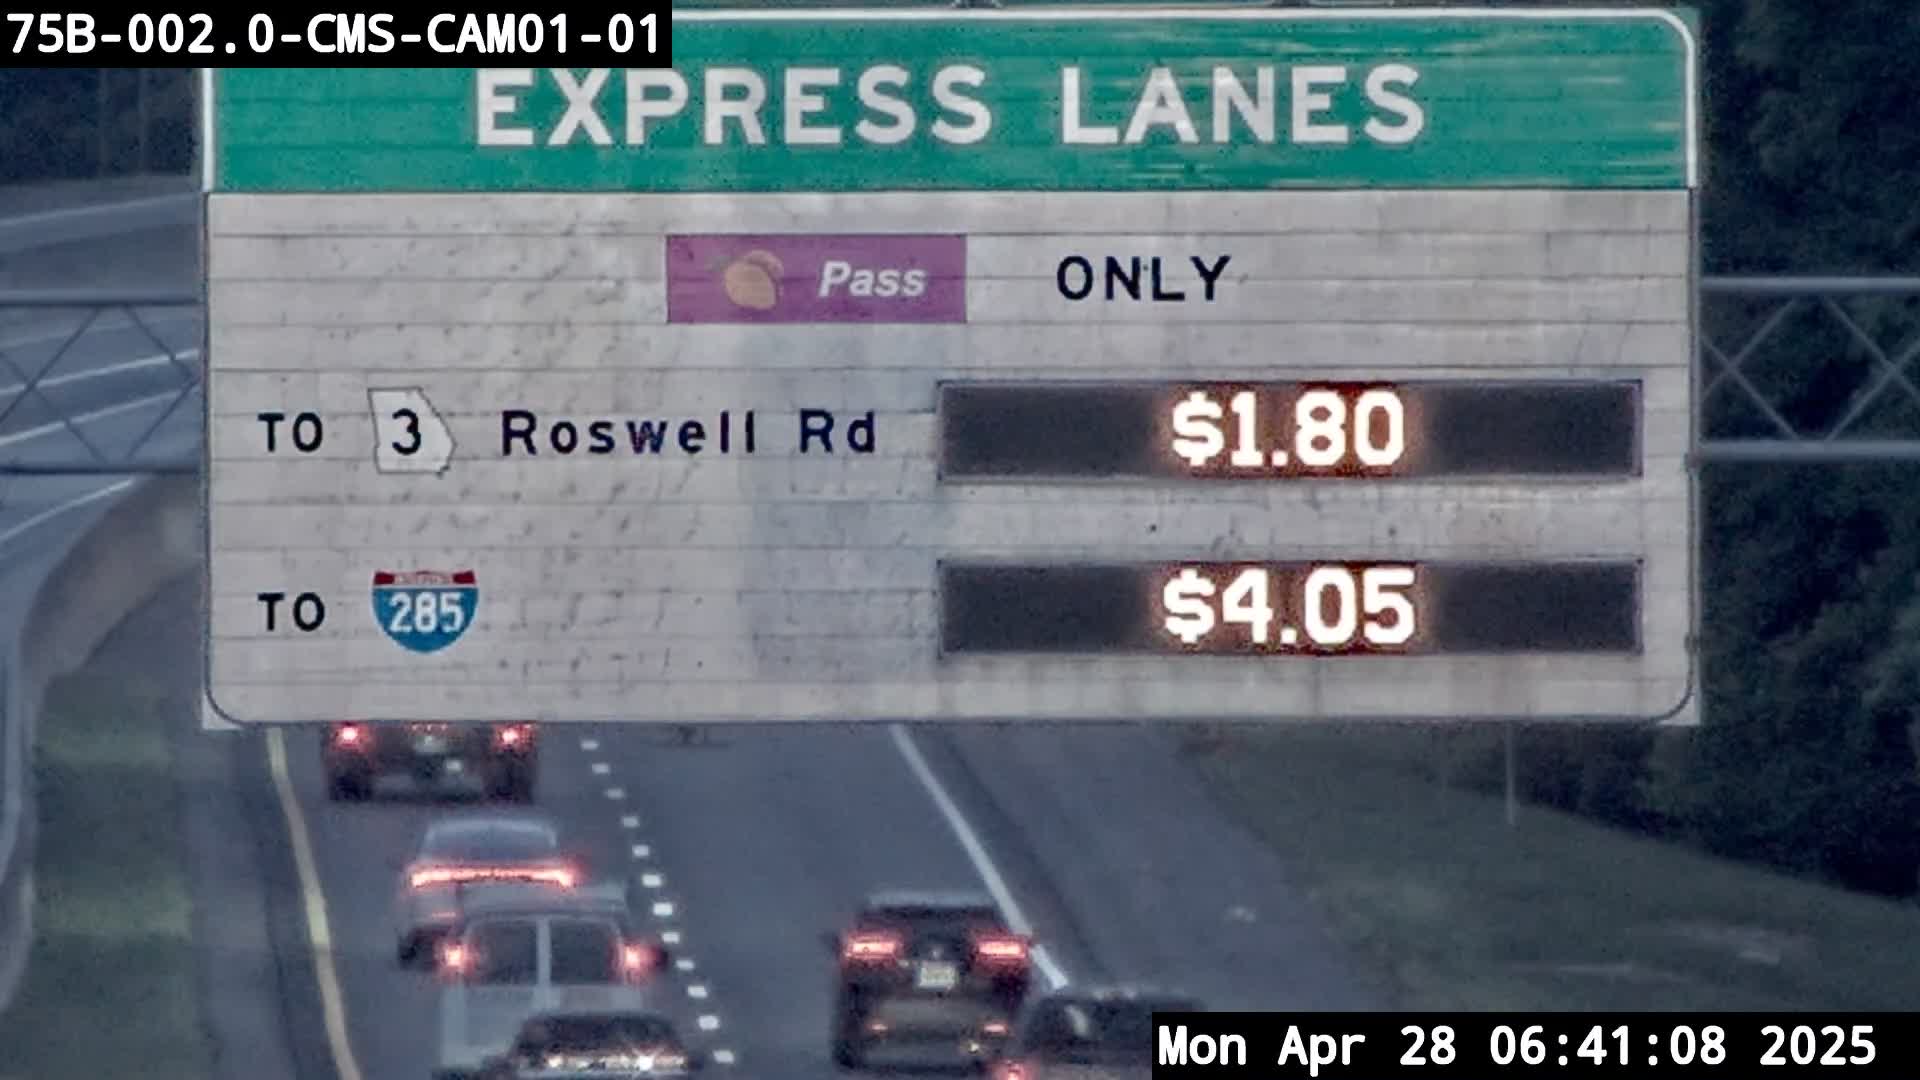 75B-002.0-CMS-CAM01-01
EXPRESS LANES
Pass ONLY
TO 3 Roswell Rd $1.80
TO 285 $4.05
Mon Apr 28 06:41:08 2025